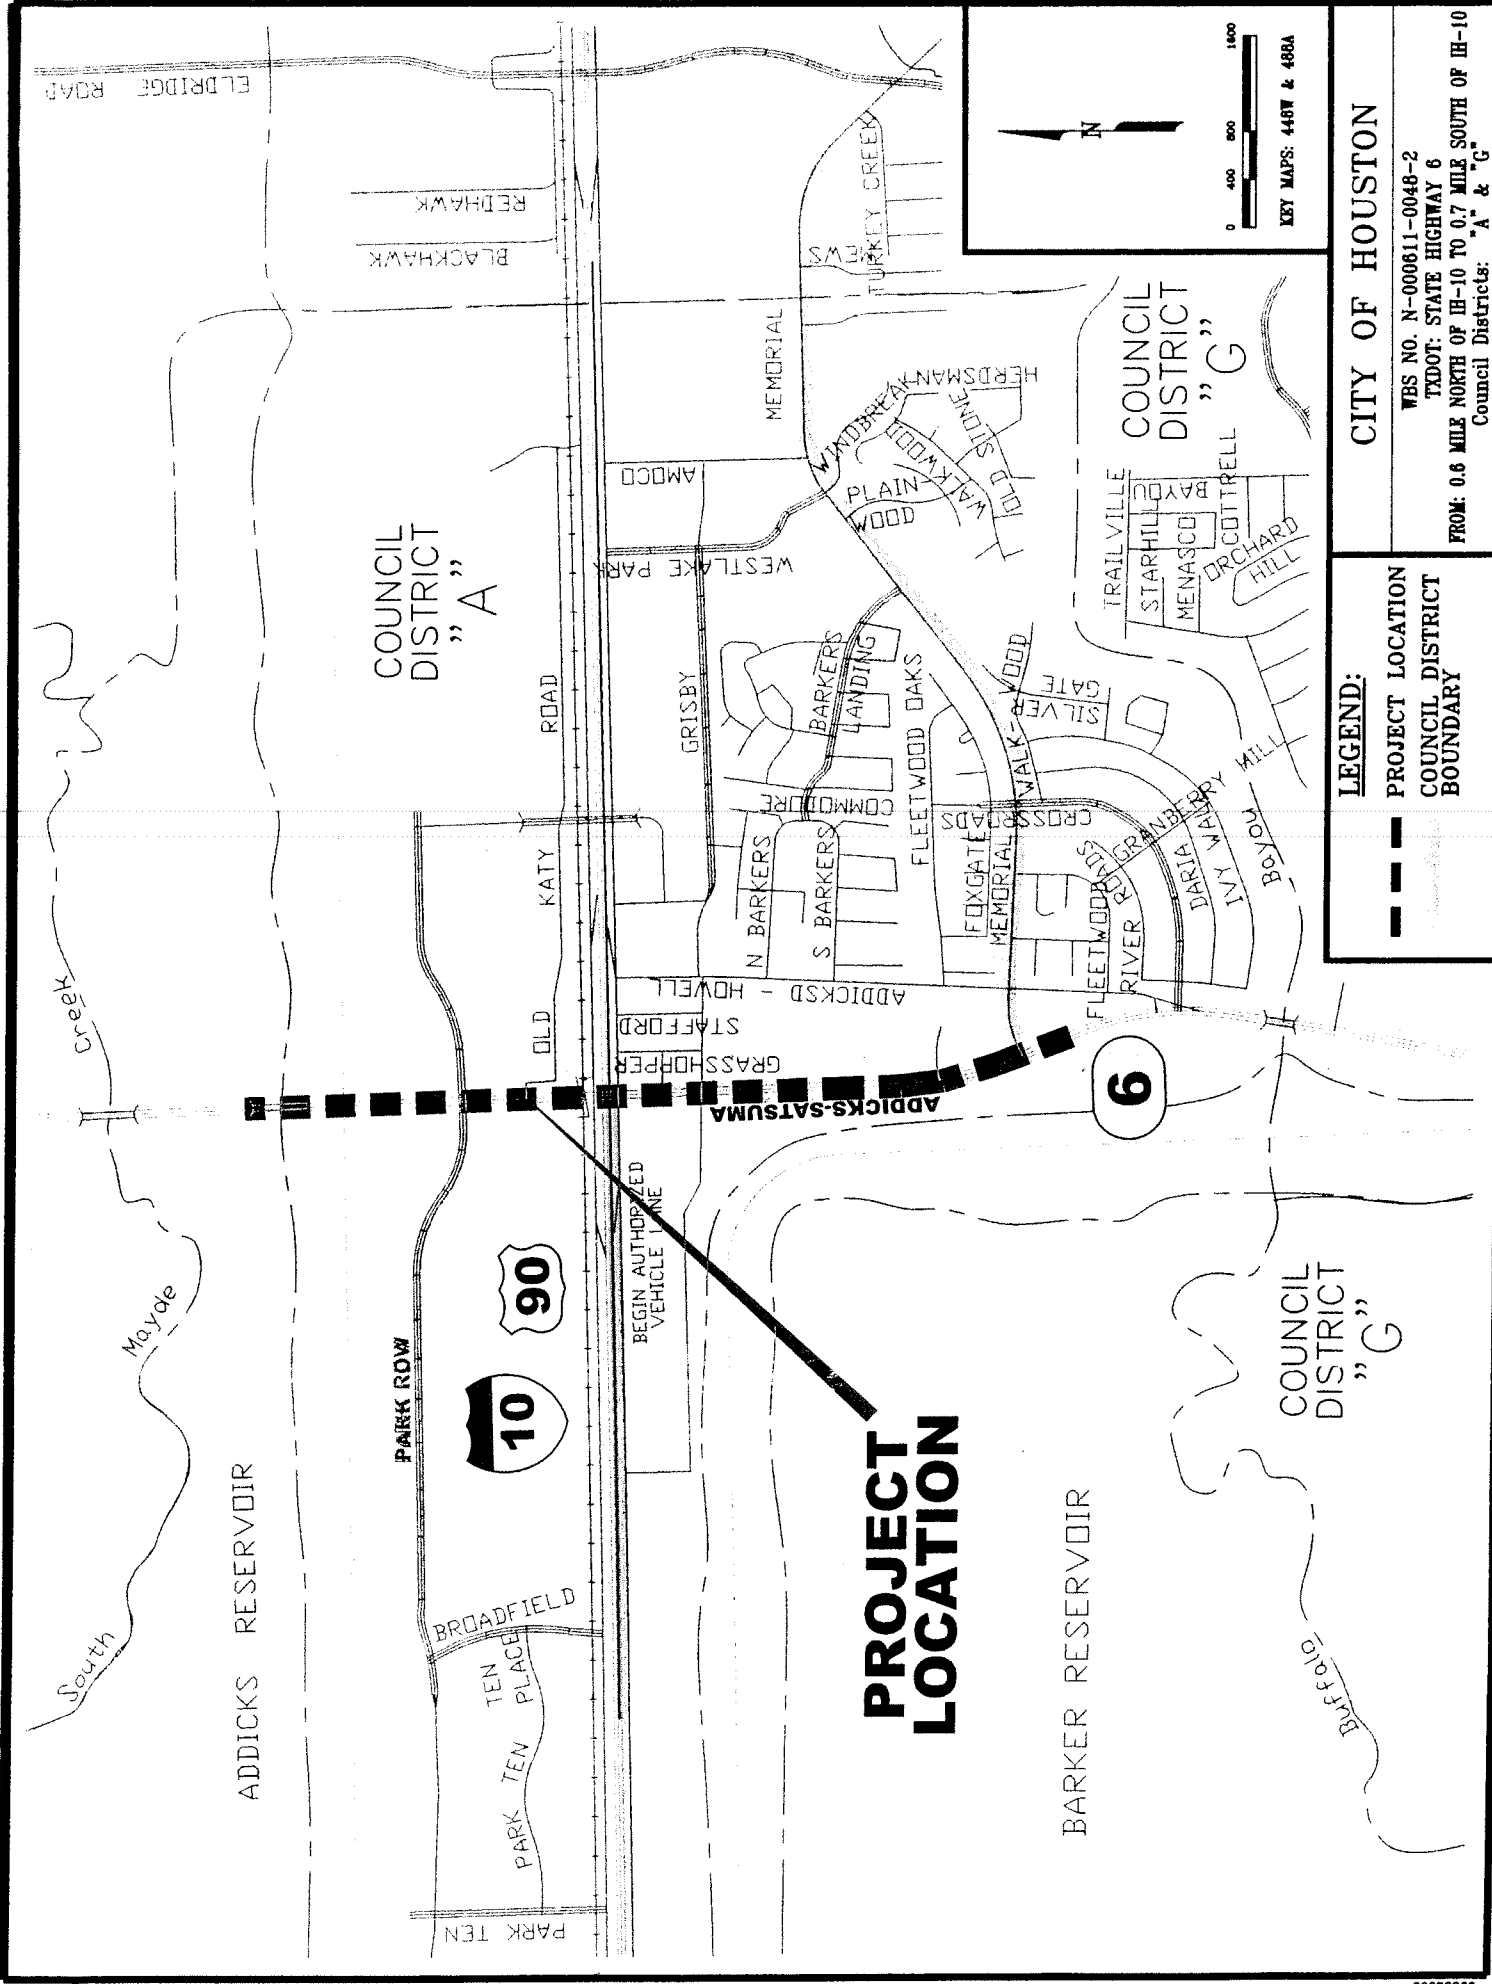 South
Mayde
Creek
ADDICKS RESERVOIR
ELDRIDGE ROAD
REDHAWK
BLACKHAWK
COUNCIL
DISTRICT
"A"
PARK ROW
10
90
BROADFIELD
TEN
PLACE
PARK TEN
PARK TEN
OLD KATY ROAD
BEGIN AUTHORIZED
VEHICLE LANE
ADDICKS-SATSUMA
GRASSHOPPER
STAFFORD
ADDICKSD - HOWELL
GRISBY
WESTLAKE PARK
AMOCO
MEMORIAL
MEWS
TURKEY CREEK
N BARKERS
S BARKERS
COMMODORE
BARKERS
LANDING
FLEETWOOD OAKS
CROSSROADS
FOXGATE
MEMORIAL
WALK-WOOD
WINDBREAK
PLAIN-
WOOD
WALKWOOD
OLD STONE
HERDSMAN
FLEETWOOD
RIVER ROADS
GRANBERRY MILL
DARIA
IVY WALL
SILVER
GATE
TRAILVILLE
STARHILL
BAYOU
MENASCO
COTTRELL
ORCHARD
HILL
Bayou
6
COUNCIL
DISTRICT
"G"
PROJECT
LOCATION
BARKER RESERVOIR
Buffalo
COUNCIL
DISTRICT
"G"
N
0 400 800 1600
KEY MAPS: 448W & 488A
LEGEND:
PROJECT LOCATION
COUNCIL DISTRICT
BOUNDARY
CITY OF HOUSTON
WBS NO. N-000611-0046-2
TXDOT: STATE HIGHWAY 6
FROM: 0.6 MILE NORTH OF IH-10 TO 0.7 MILE SOUTH OF IH-10
Council Districts: "A" & "G"